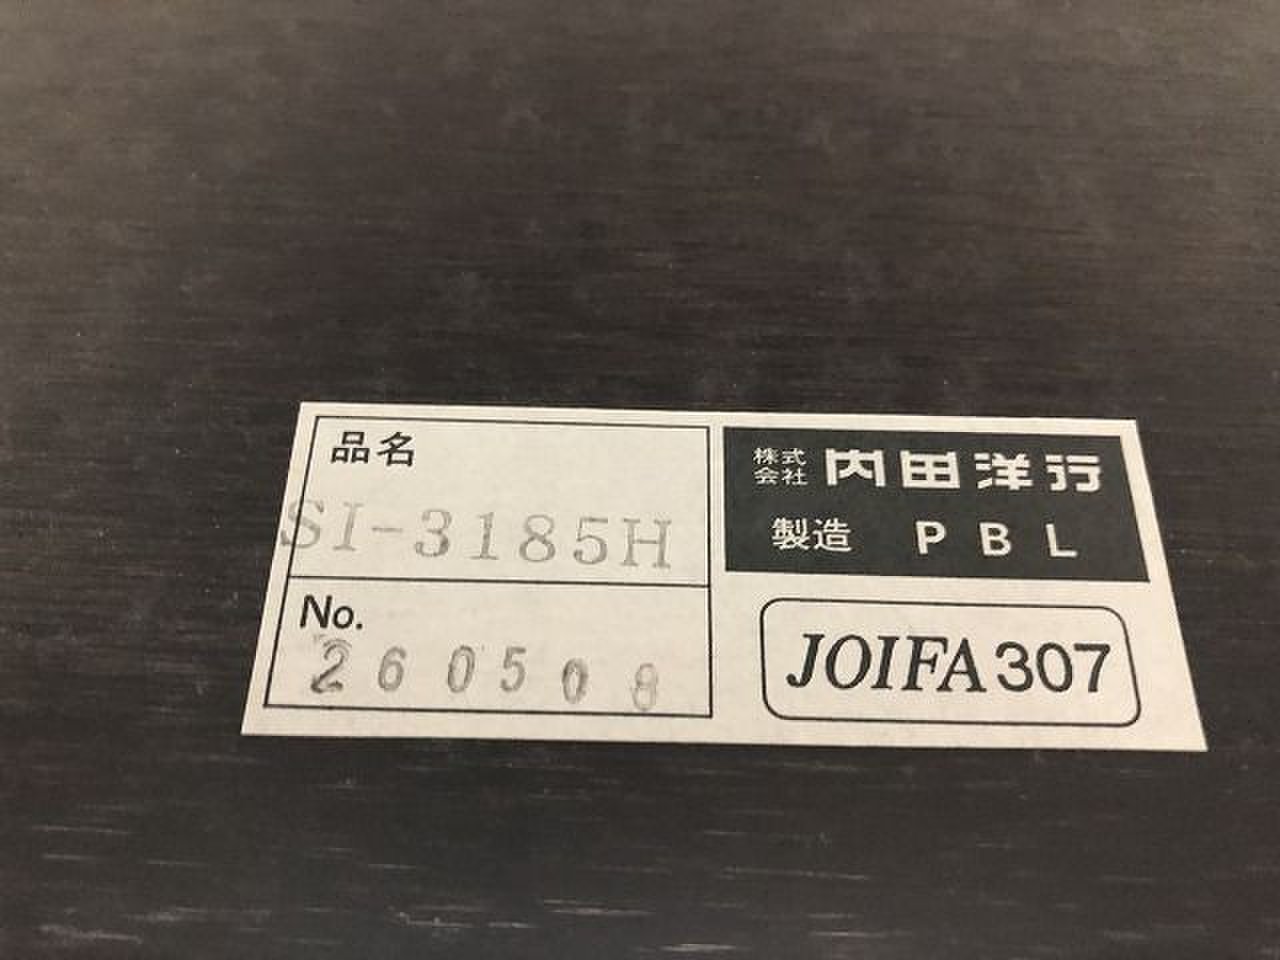 品名
SI-3185H
No.
260508
株式会社 内田洋行
製造 PBL
JOIFA307